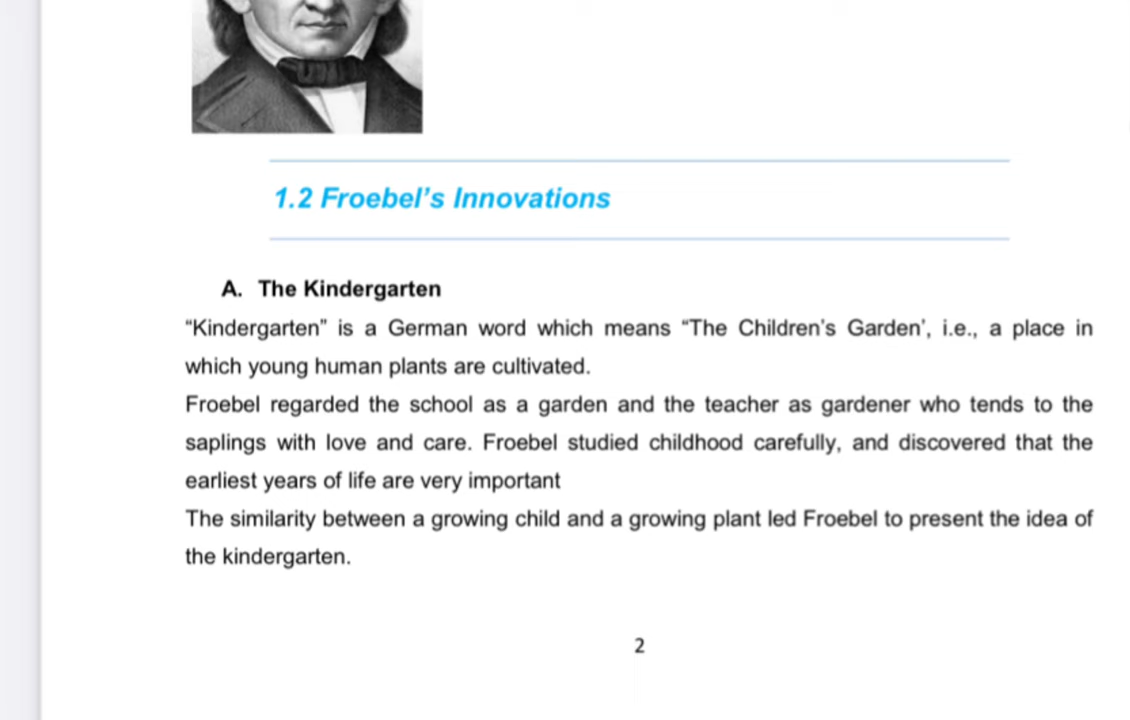 1.2 Froebel’s Innovations
A. The Kindergarten
“Kindergarten” is a German word which means “The Children’s Garden’, i.e., a place in
which young human plants are cultivated.
Froebel regarded the school as a garden and the teacher as gardener who tends to the
saplings with love and care. Froebel studied childhood carefully, and discovered that the
earliest years of life are very important
The similarity between a growing child and a growing plant led Froebel to present the idea of
the kindergarten.
2